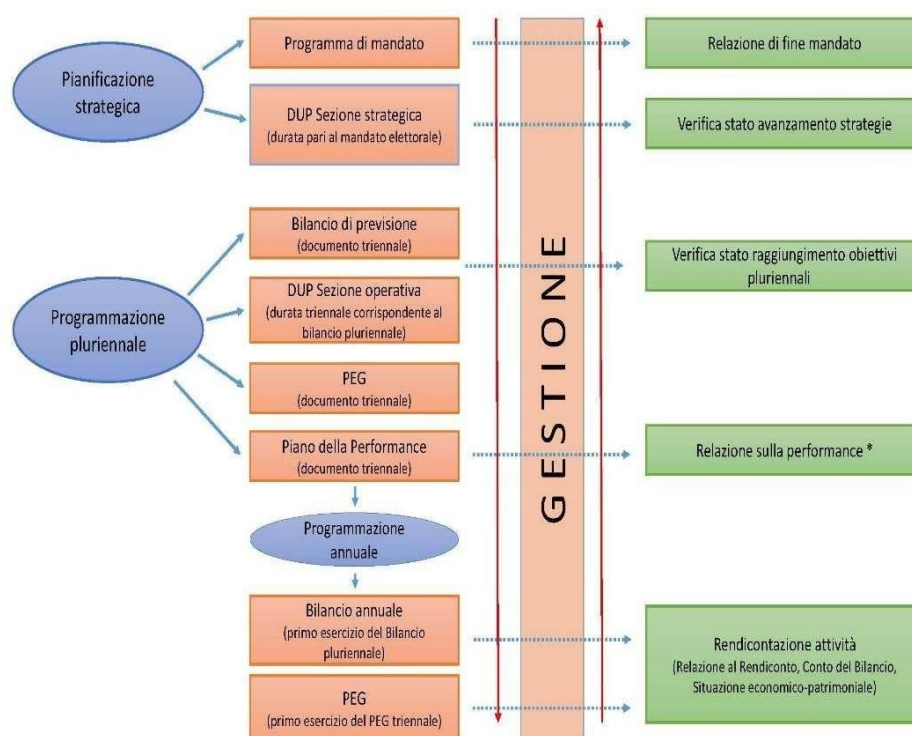 Pianificazione
strategica
Programma di mandato
Relazione di fine mandato
DUP Sezione strategica
(durata pari al mandato elettorale)
Verifica stato avanzamento strategie
Programmazione
pluriennale
Bilancio di previsione
(documento triennale)
DUP Sezione operativa
(durata triennale corrispondente al
bilancio pluriennale)
Verifica stato raggiungimento obiettivi
pluriennali
PEG
(documento triennale)
Piano della Performance
(documento triennale)
Relazione sulla performance *
GESTIONE
Programmazione
annuale
Bilancio annuale
(primo esercizio del Bilancio
pluriennale)
PEG
(primo esercizio del PEG triennale)
Rendicontazione attività
(Relazione al Rendiconto, Conto del Bilancio,
Situazione economico-patrimoniale)